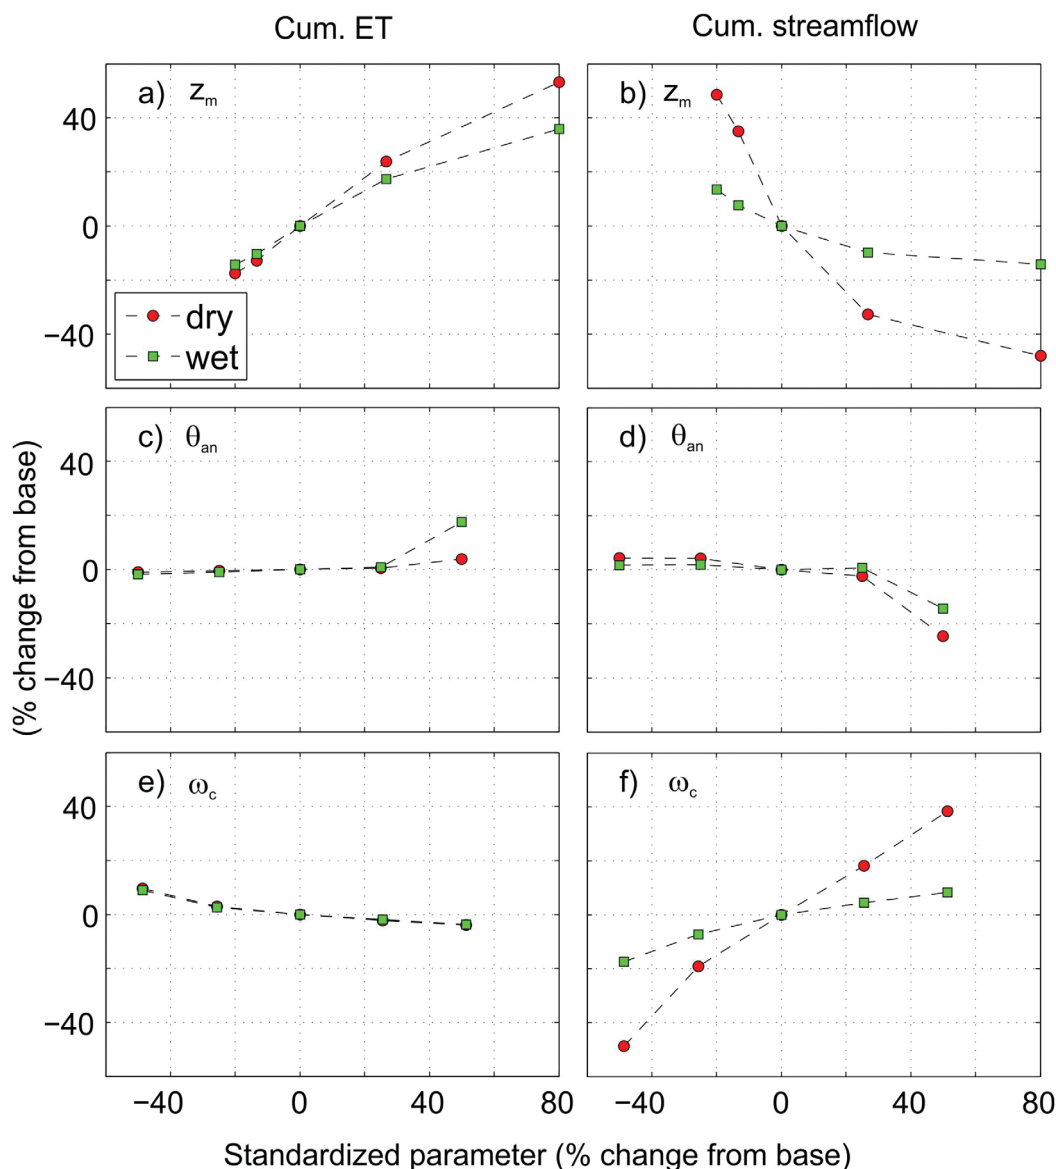 Cum. ET
Cum. streamflow
a) zm
b) zm
40
0
−40
dry
wet
c) θan
d) θan
40
0
−40
(% change from base)
e) ωc
f) ωc
40
0
−40
−40 0 40 80
−40 0 40 80
Standardized parameter (% change from base)